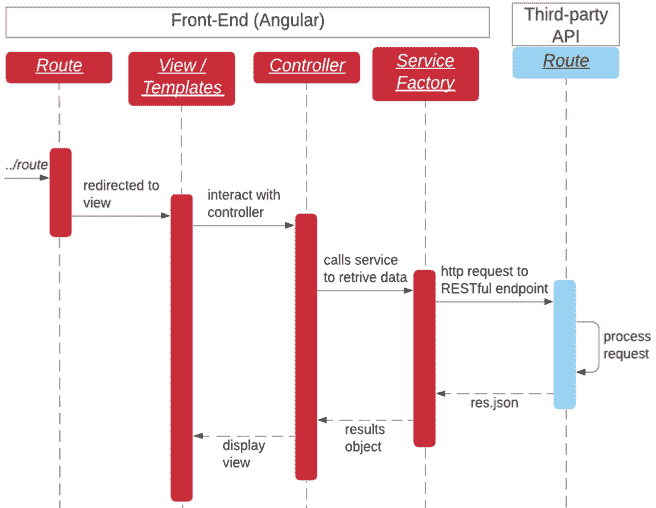 Front-End (Angular)
Third-party
API
Route
View /
Templates
Controller
Service
Factory
Route
../route
redirected to
view
interact with
controller
calls service
to retrive data
http request to
RESTful endpoint
process
request
res.json
results
object
display
view